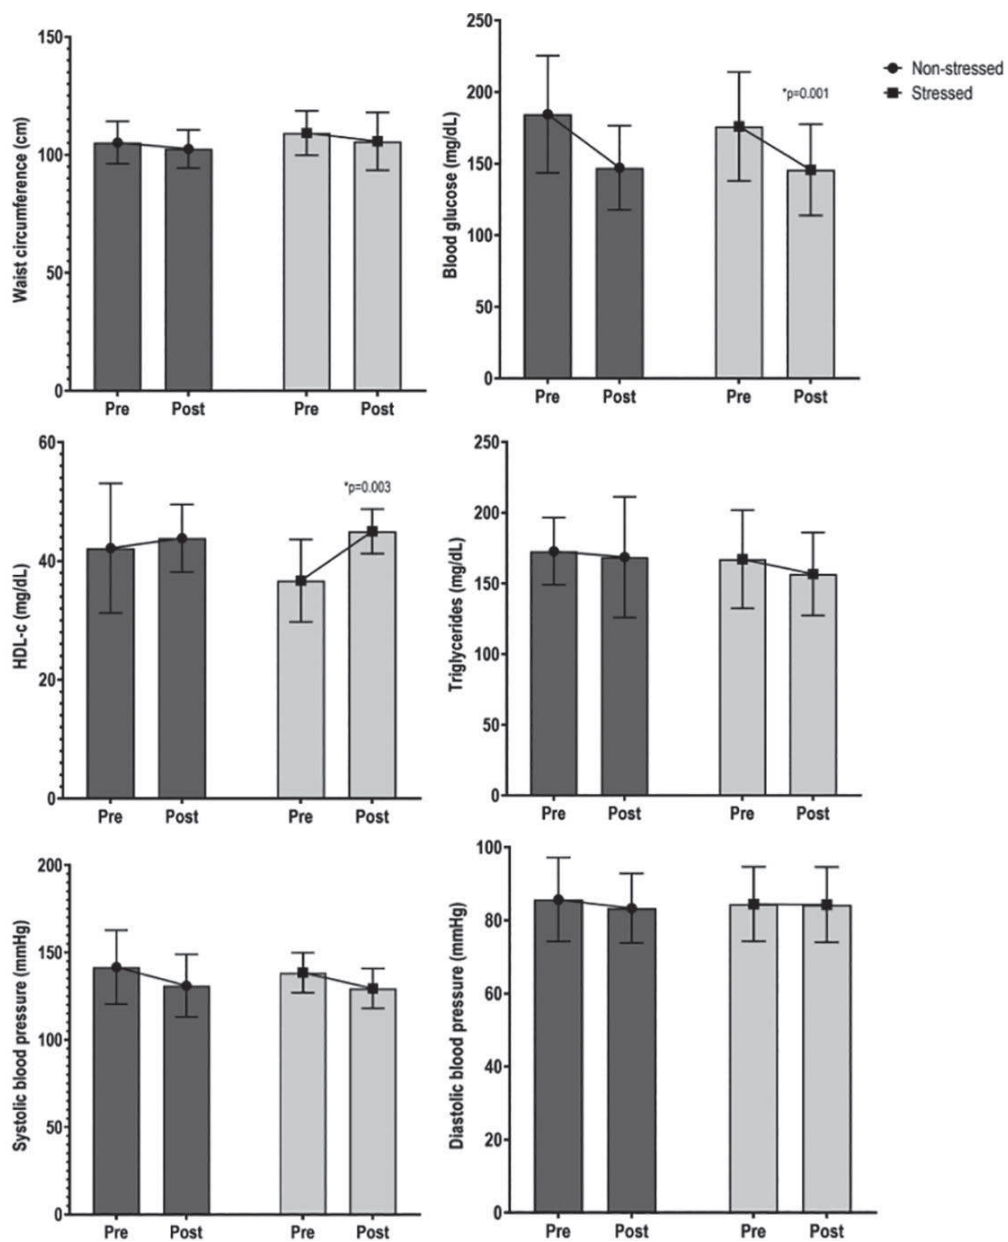 Waist circumference (cm)
150
100
50
0
Pre Post Pre Post
Blood glucose (mg/dL)
250
200
150
100
50
0
*p=0.001
Pre Post Pre Post
Non-stressed
Stressed
HDL-c (mg/dL)
60
40
20
0
*p=0.003
Pre Post Pre Post
Triglycerides (mg/dL)
250
200
150
100
50
0
Pre Post Pre Post
Systolic blood pressure (mmHg)
200
150
100
50
0
Pre Post Pre Post
Diastolic blood pressure (mmHg)
100
80
60
40
20
0
Pre Post Pre Post